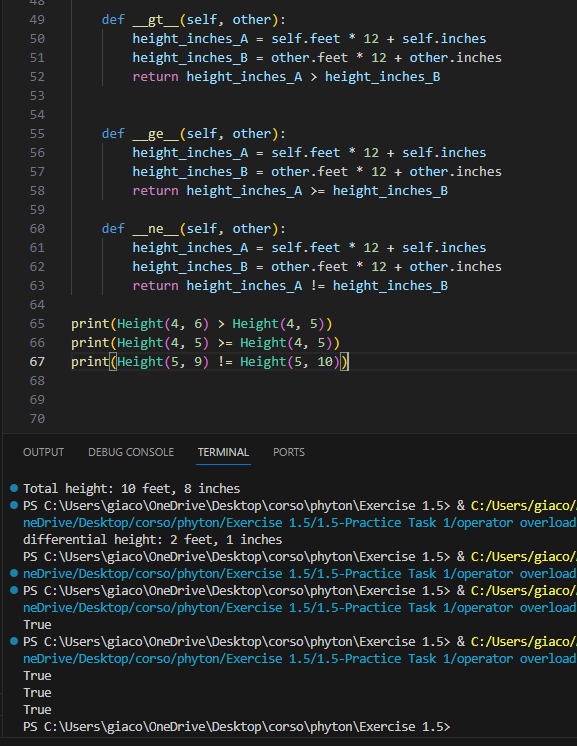 48
49 def __gt__(self, other):
50 height_inches_A = self.feet * 12 + self.inches
51 height_inches_B = other.feet * 12 + other.inches
52 return height_inches_A > height_inches_B
53
54
55 def __ge__(self, other):
56 height_inches_A = self.feet * 12 + self.inches
57 height_inches_B = other.feet * 12 + other.inches
58 return height_inches_A >= height_inches_B
59
60 def __ne__(self, other):
61 height_inches_A = self.feet * 12 + self.inches
62 height_inches_B = other.feet * 12 + other.inches
63 return height_inches_A != height_inches_B
64
65 print(Height(4, 6) > Height(4, 5))
66 print(Height(4, 5) >= Height(4, 5))
67 print(Height(5, 9) != Height(5, 10))
68
69
70
OUTPUT DEBUG CONSOLE TERMINAL PORTS
Total height: 10 feet, 8 inches
PS C:\Users\giaco\OneDrive\Desktop\corso\phyton\Exercise 1.5> & C:/Users/giaco/
neDrive/Desktop/corso/phyton/Exercise 1.5/1.5-Practice Task 1/operator overload
differential height: 2 feet, 1 inches
PS C:\Users\giaco\OneDrive\Desktop\corso\phyton\Exercise 1.5> & C:/Users/giaco/
neDrive/Desktop/corso/phyton/Exercise 1.5/1.5-Practice Task 1/operator overload
PS C:\Users\giaco\OneDrive\Desktop\corso\phyton\Exercise 1.5> & C:/Users/giaco/
neDrive/Desktop/corso/phyton/Exercise 1.5/1.5-Practice Task 1/operator overload
True
PS C:\Users\giaco\OneDrive\Desktop\corso\phyton\Exercise 1.5> & C:/Users/giaco/
neDrive/Desktop/corso/phyton/Exercise 1.5/1.5-Practice Task 1/operator overload
True
True
True
PS C:\Users\giaco\OneDrive\Desktop\corso\phyton\Exercise 1.5>